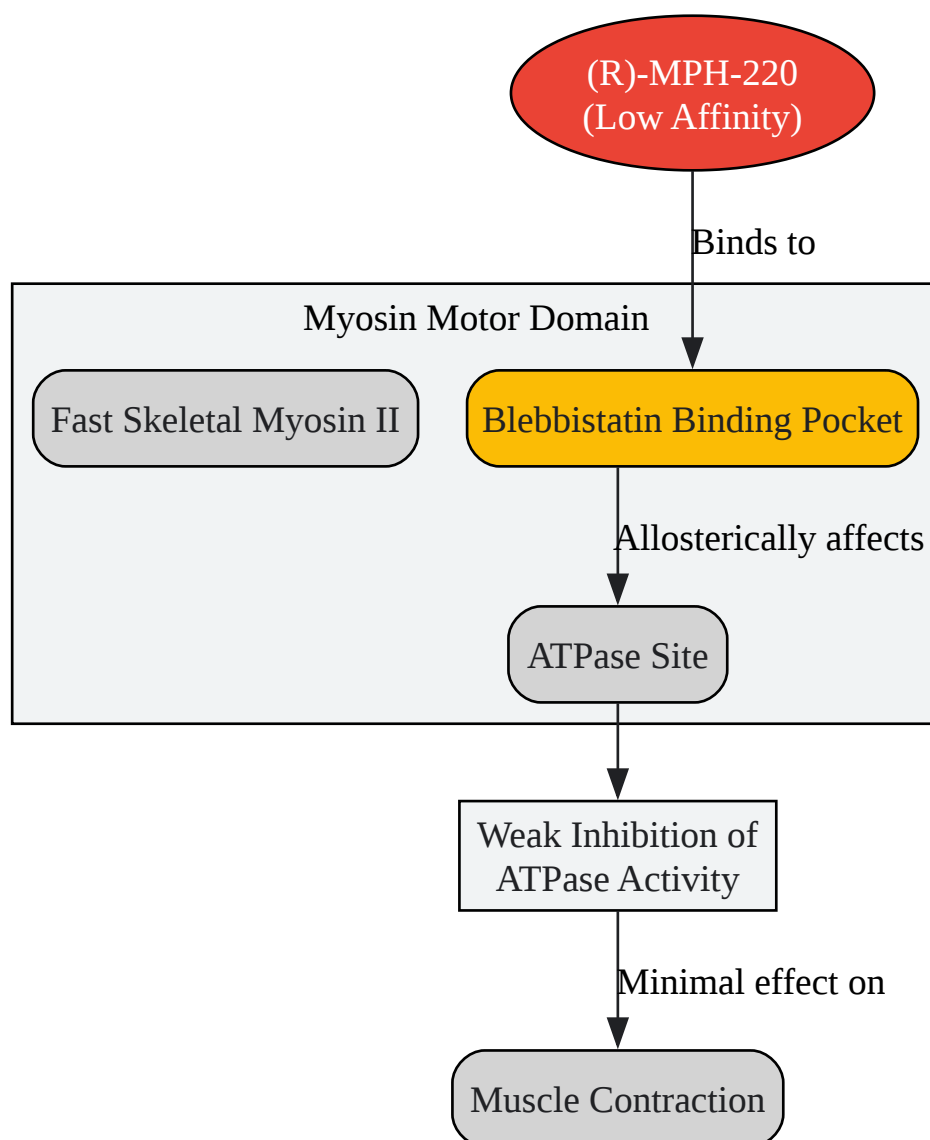 (R)-MPH-220
(Low Affinity)
Binds to
Myosin Motor Domain
Fast Skeletal Myosin II
Blebbistatin Binding Pocket
Allosterically affects
ATPase Site
Weak Inhibition of
ATPase Activity
Minimal effect on
Muscle Contraction